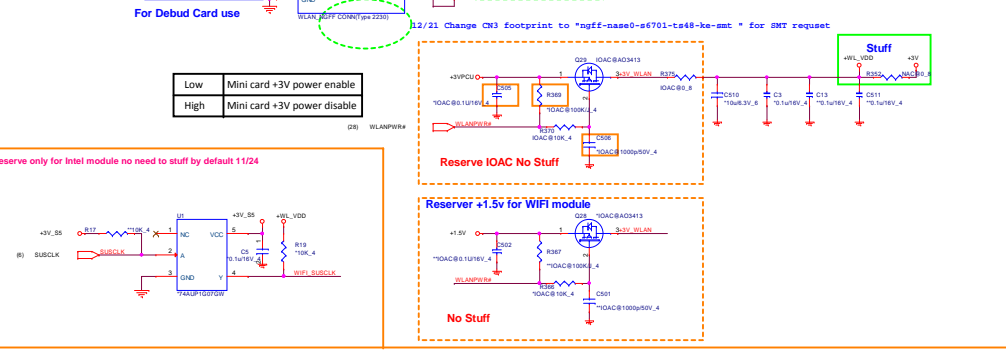 For Debud Card use
GND
WLAN_NGFF CONN(Type 2230)
12/21 Change CN3 footprint to "ngff-nase0-s6701-ts48-ke-smt " for SMT requset
Low Mini card +3V power enable
High Mini card +3V power disable
(28) WLANPWR#
Q29 IOAC@AO3413
+3VPCU
1
3
+3V_WLAN
R375
IOAC@0_8
C505
*IOAC@0.1U/16V_4
R369
*IOAC@100K/J_4
2
R370
IOAC@10K_4
C506
*IOAC@1000p/50V_4
Reserve IOAC No Stuff
Stuff
+WL_VDD
+3V
R352
C510
*10u/6.3V_6
C3
*0.1u/16V_4
C13
C511
**0.1u/16V_4
eserve only for Intel module no need to stuff by default 11/24
U1
+3V_S5
+WL_VDD
+3V_S5
R17
**10K_4
1
NC
VCC
5
(6) SUSCLK
SUSCLK
2
A
C5
*0.1u/16V_4
R19
*10K_4
3
GND
Y
4
WIFI_SUSCLK
*74AUP1G07GW
Reserver +1.5v for WIFI module
Q28 *IOAC@AO3413
+1.5V
1
3
+3V_WLAN
C502
**IOAC@0.1U/16V_4
R367
2
WLANPWR#
R366
*IOAC@10K_4
C501
**IOAC@1000p/50V_4
No Stuff